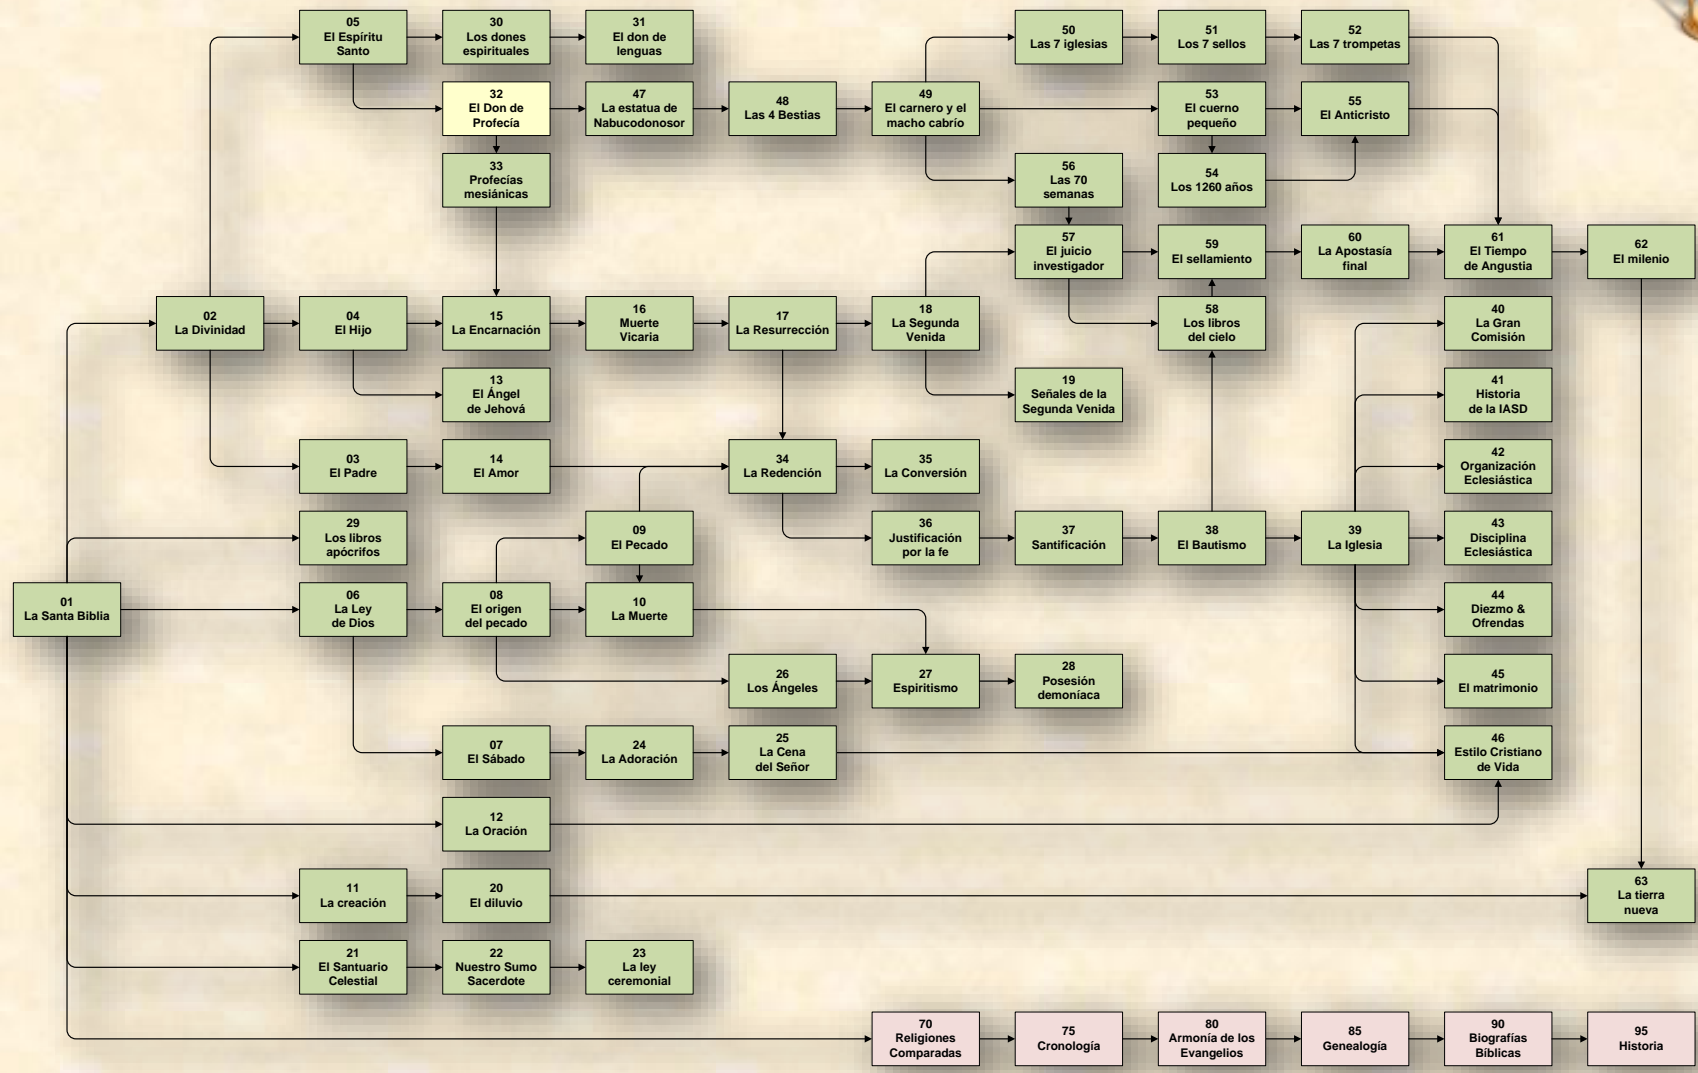 05
El Espíritu
Santo
30
Los dones
espirituales
31
El don de
lenguas
50
Las 7 iglesias
51
Los 7 sellos
52
Las 7 trompetas
32
El Don de
Profecía
47
La estatua de
Nabucodonosor
48
Las 4 Bestias
49
El carnero y el
macho cabrío
53
El cuerno
pequeño
55
El Anticristo
33
Profecías
mesiánicas
56
Las 70
semanas
54
Los 1260 años
57
El juicio
investigador
59
El sellamiento
60
La Apostasía
final
61
El Tiempo
de Angustia
62
El milenio
02
La Divinidad
04
El Hijo
15
La Encarnación
16
Muerte
Vicaria
17
La Resurrección
18
La Segunda
Venida
58
Los libros
del cielo
40
La Gran
Comisión
13
El Ángel
de Jehová
19
Señales de la
Segunda Venida
41
Historia
de la IASD
03
El Padre
14
El Amor
34
La Redención
35
La Conversión
42
Organización
Eclesiástica
29
Los libros
apócrifos
09
El Pecado
36
Justificación
por la fe
37
Santificación
38
El Bautismo
39
La Iglesia
43
Disciplina
Eclesiástica
01
La Santa Biblia
06
La Ley
de Dios
08
El origen
del pecado
10
La Muerte
44
Diezmo &
Ofrendas
26
Los Ángeles
27
Espiritismo
28
Posesión
demoníaca
45
El matrimonio
07
El Sábado
24
La Adoración
25
La Cena
del Señor
46
Estilo Cristiano
de Vida
12
La Oración
11
La creación
20
El diluvio
63
La tierra
nueva
21
El Santuario
Celestial
22
Nuestro Sumo
Sacerdote
23
La ley
ceremonial
70
Religiones
Comparadas
75
Cronología
80
Armonía de los
Evangelios
85
Genealogía
90
Biografías
Bíblicas
95
Historia